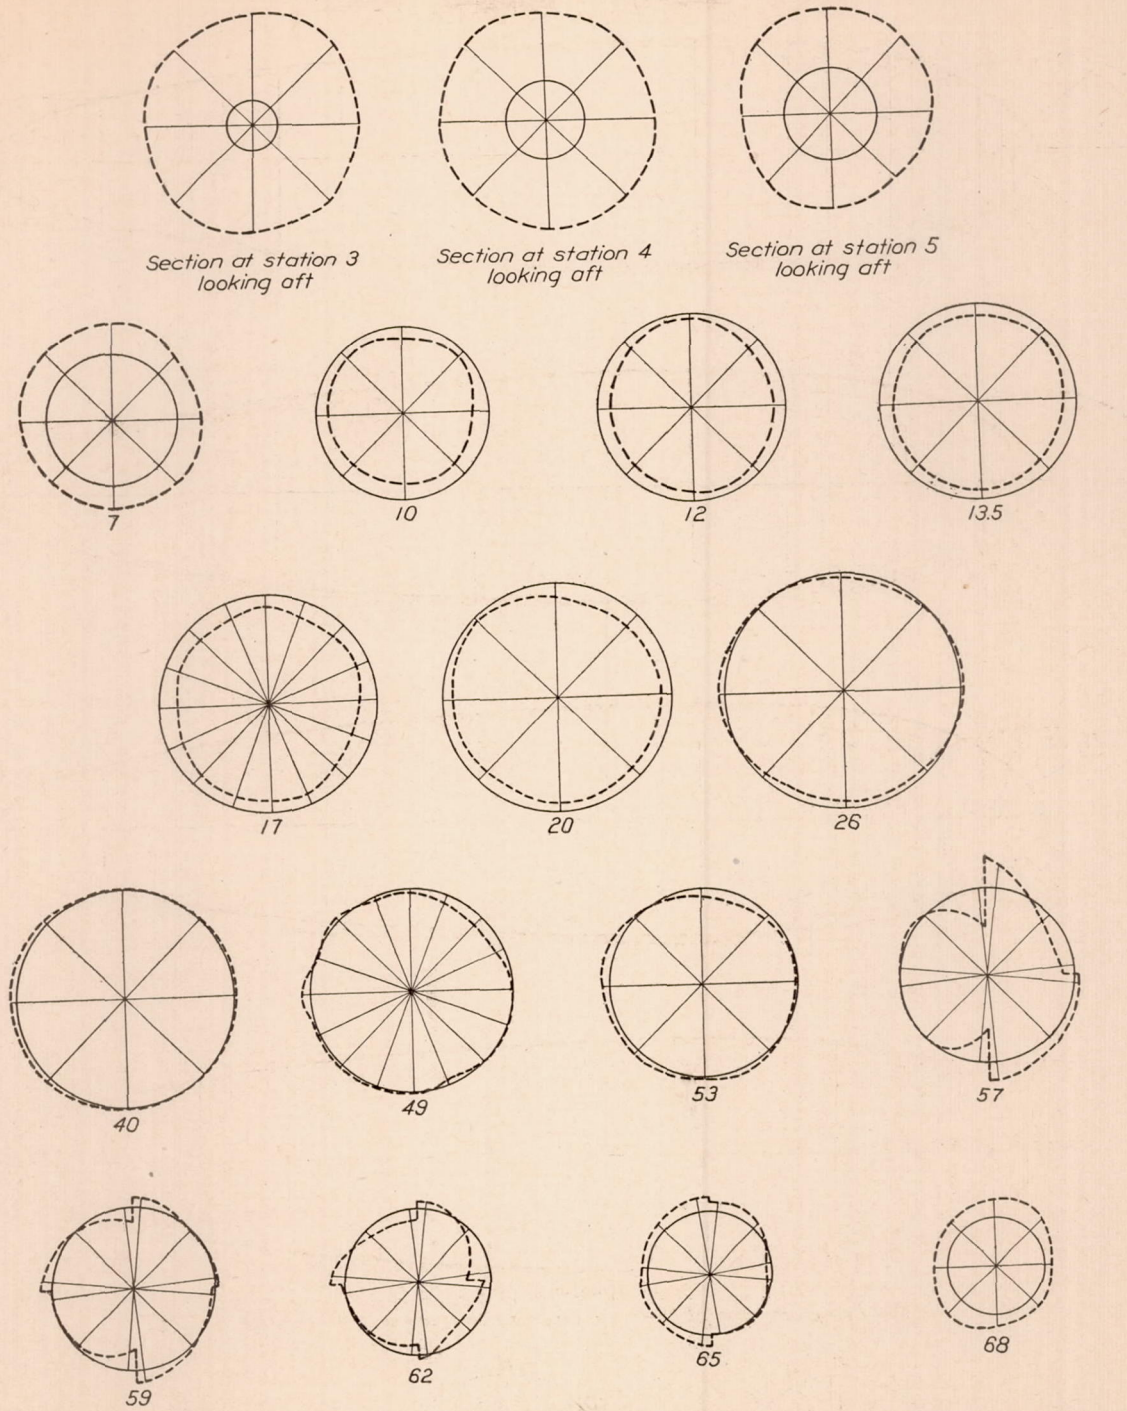 Section at station 3
looking aft
Section at station 4
looking aft
Section at station 5
looking aft
7
10
12
13.5
17
20
26
40
49
53
57
59
62
65
68